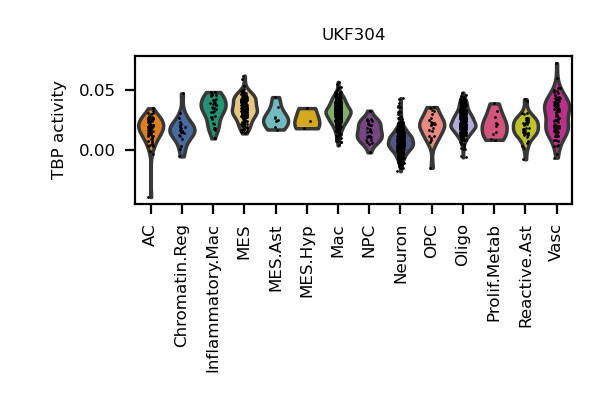 UKF304
TBP activity
0.05
0.00
AC
Chromatin.Reg
Inflammatory.Mac
MES
MES.Ast
MES.Hyp
Mac
NPC
Neuron
OPC
Oligo
Prolif.Metab
Reactive.Ast
Vasc